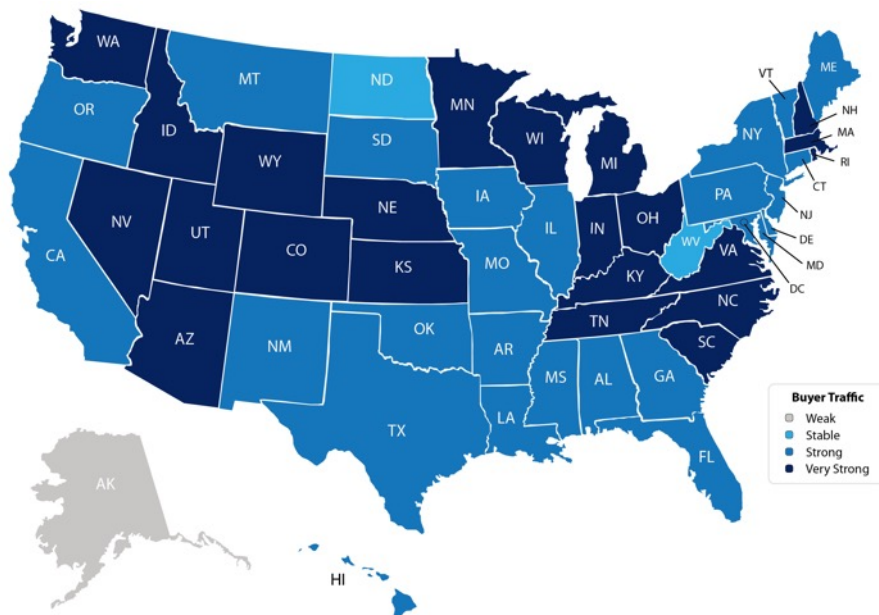 WA
MT
ND
MN
VT
ME
OR
ID
SD
WI
MI
NY
NH
MA
RI
CT
WY
IA
PA
NJ
NE
OH
NV
UT
CO
IL
IN
WV
DE
MD
DC
CA
KS
MO
KY
VA
AZ
NM
OK
AR
TN
NC
SC
MS
AL
GA
TX
LA
FL
Buyer Traffic
Weak
Stable
Strong
Very Strong
AK
HI